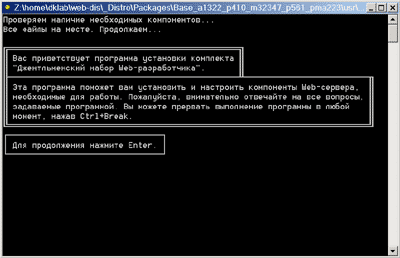 Z:\home\dklab\web-dis\_Distro\Packages\Base_a1322_p410_m32347_p561_pma223\usr\...
Проверяем наличие необходимых компонентов...
Все файлы на месте. Продолжаем...
Вас приветствует программа установки комплекта
"Джентльменский набор Web-разработчика".
Эта программа поможет вам установить и настроить компоненты Web-сервера,
необходимые для работы. Пожалуйста, внимательно отвечайте на все вопросы,
задаваемые программой. Вы можете прервать выполнение программы в любой
момент, нажав Ctrl+Break.
Для продолжения нажмите Enter.